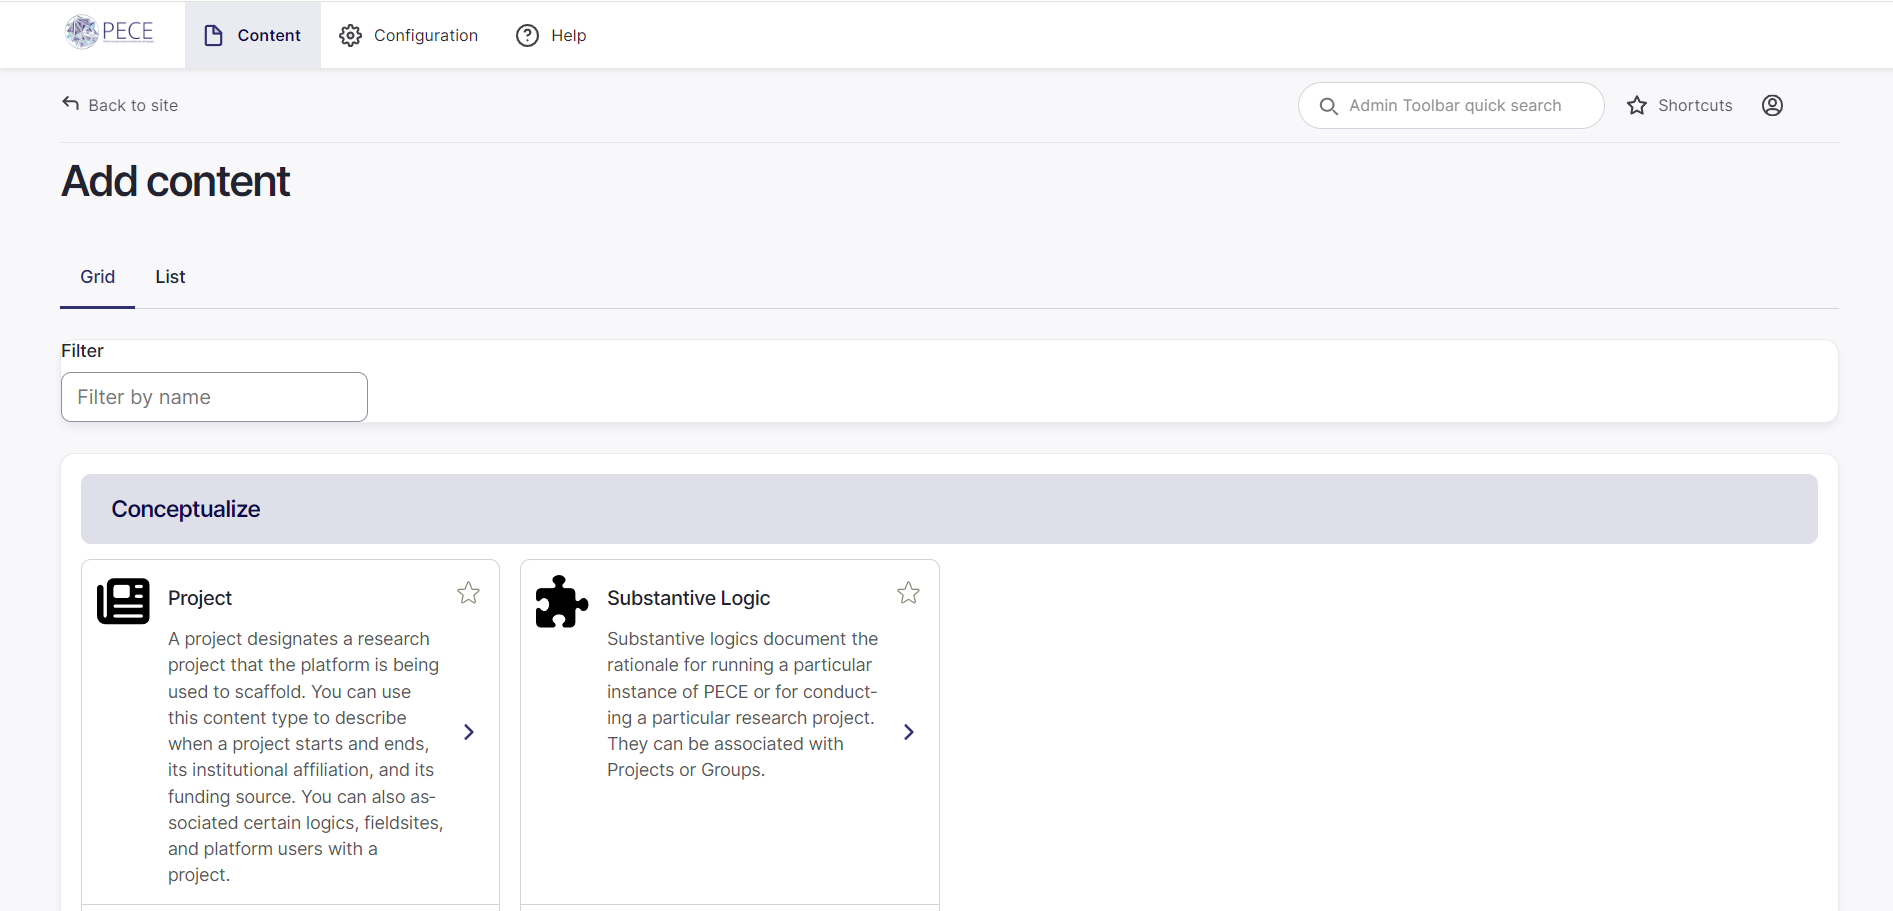 PECE
Content
Configuration
Help
Back to site
Admin Toolbar quick search
Shortcuts
Add content
Grid
List
Filter
Filter by name
Conceptualize
Project
A project designates a research
project that the platform is being
used to scaffold. You can use
this content type to describe
when a project starts and ends,
its institutional affiliation, and its
funding source. You can also as-
sociated certain logics, fieldsites,
and platform users with a
project.
Substantive Logic
Substantive logics document the
rationale for running a particular
instance of PECE or for conduct-
ing a particular research project.
They can be associated with
Projects or Groups.